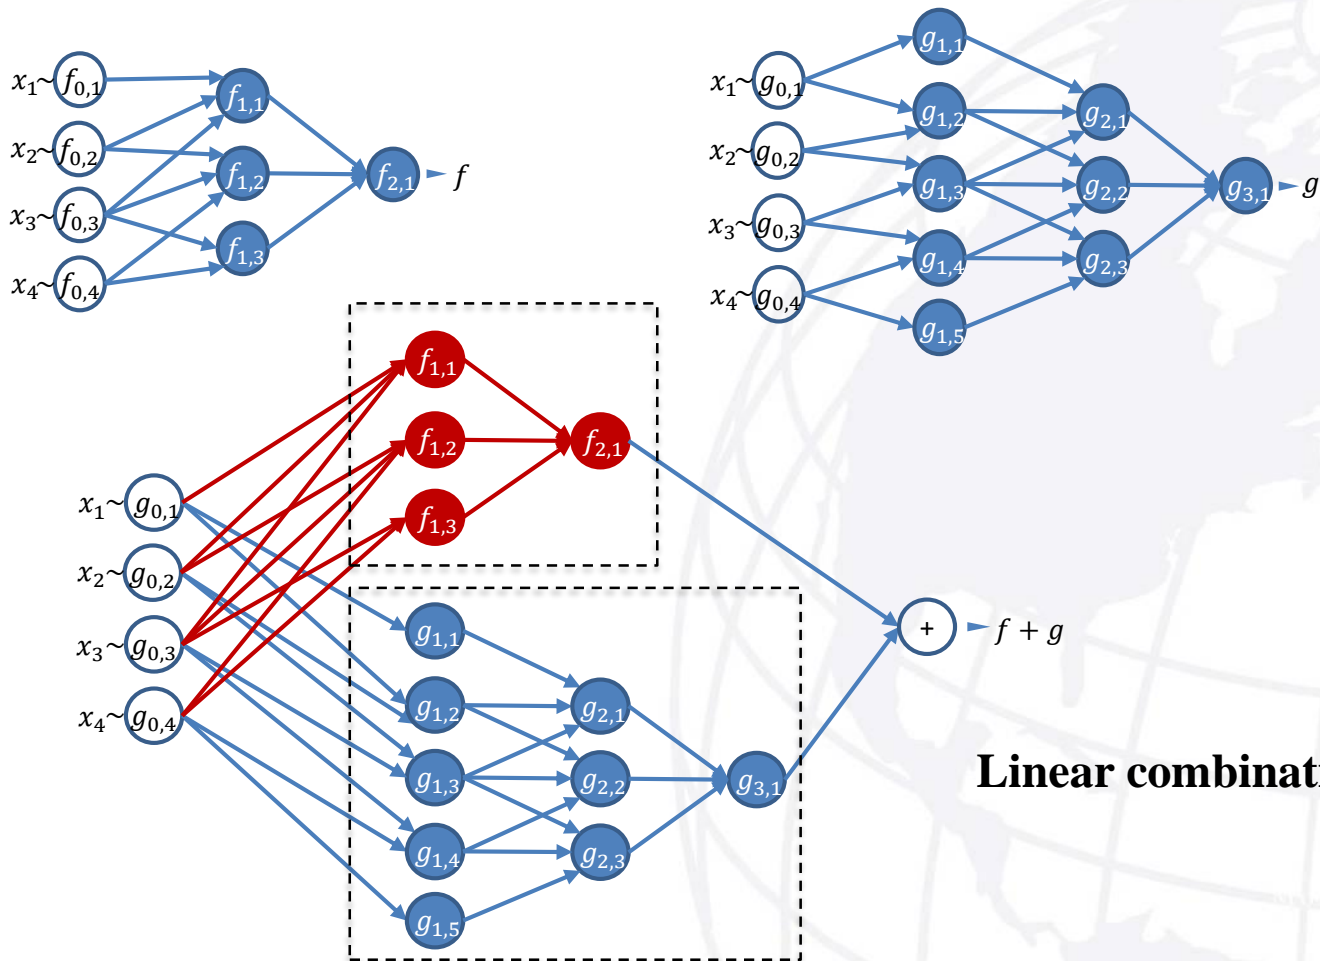 x₁~f₀,₁
x₂~f₀,₂
x₃~f₀,₃
x₄~f₀,₄
f₁,₁
f₁,₂
f₁,₃
f₂,₁
f
x₁~g₀,₁
x₂~g₀,₂
x₃~g₀,₃
x₄~g₀,₄
g₁,₁
g₁,₂
g₁,₃
g₁,₄
g₁,₅
g₂,₁
g₂,₂
g₂,₃
g₃,₁
g
f₁,₁
f₁,₂
f₁,₃
f₂,₁
x₁~g₀,₁
x₂~g₀,₂
x₃~g₀,₃
x₄~g₀,₄
g₁,₁
g₁,₂
g₁,₃
g₁,₄
g₁,₅
g₂,₁
g₂,₂
g₂,₃
g₃,₁
+
f + g
Linear combinati